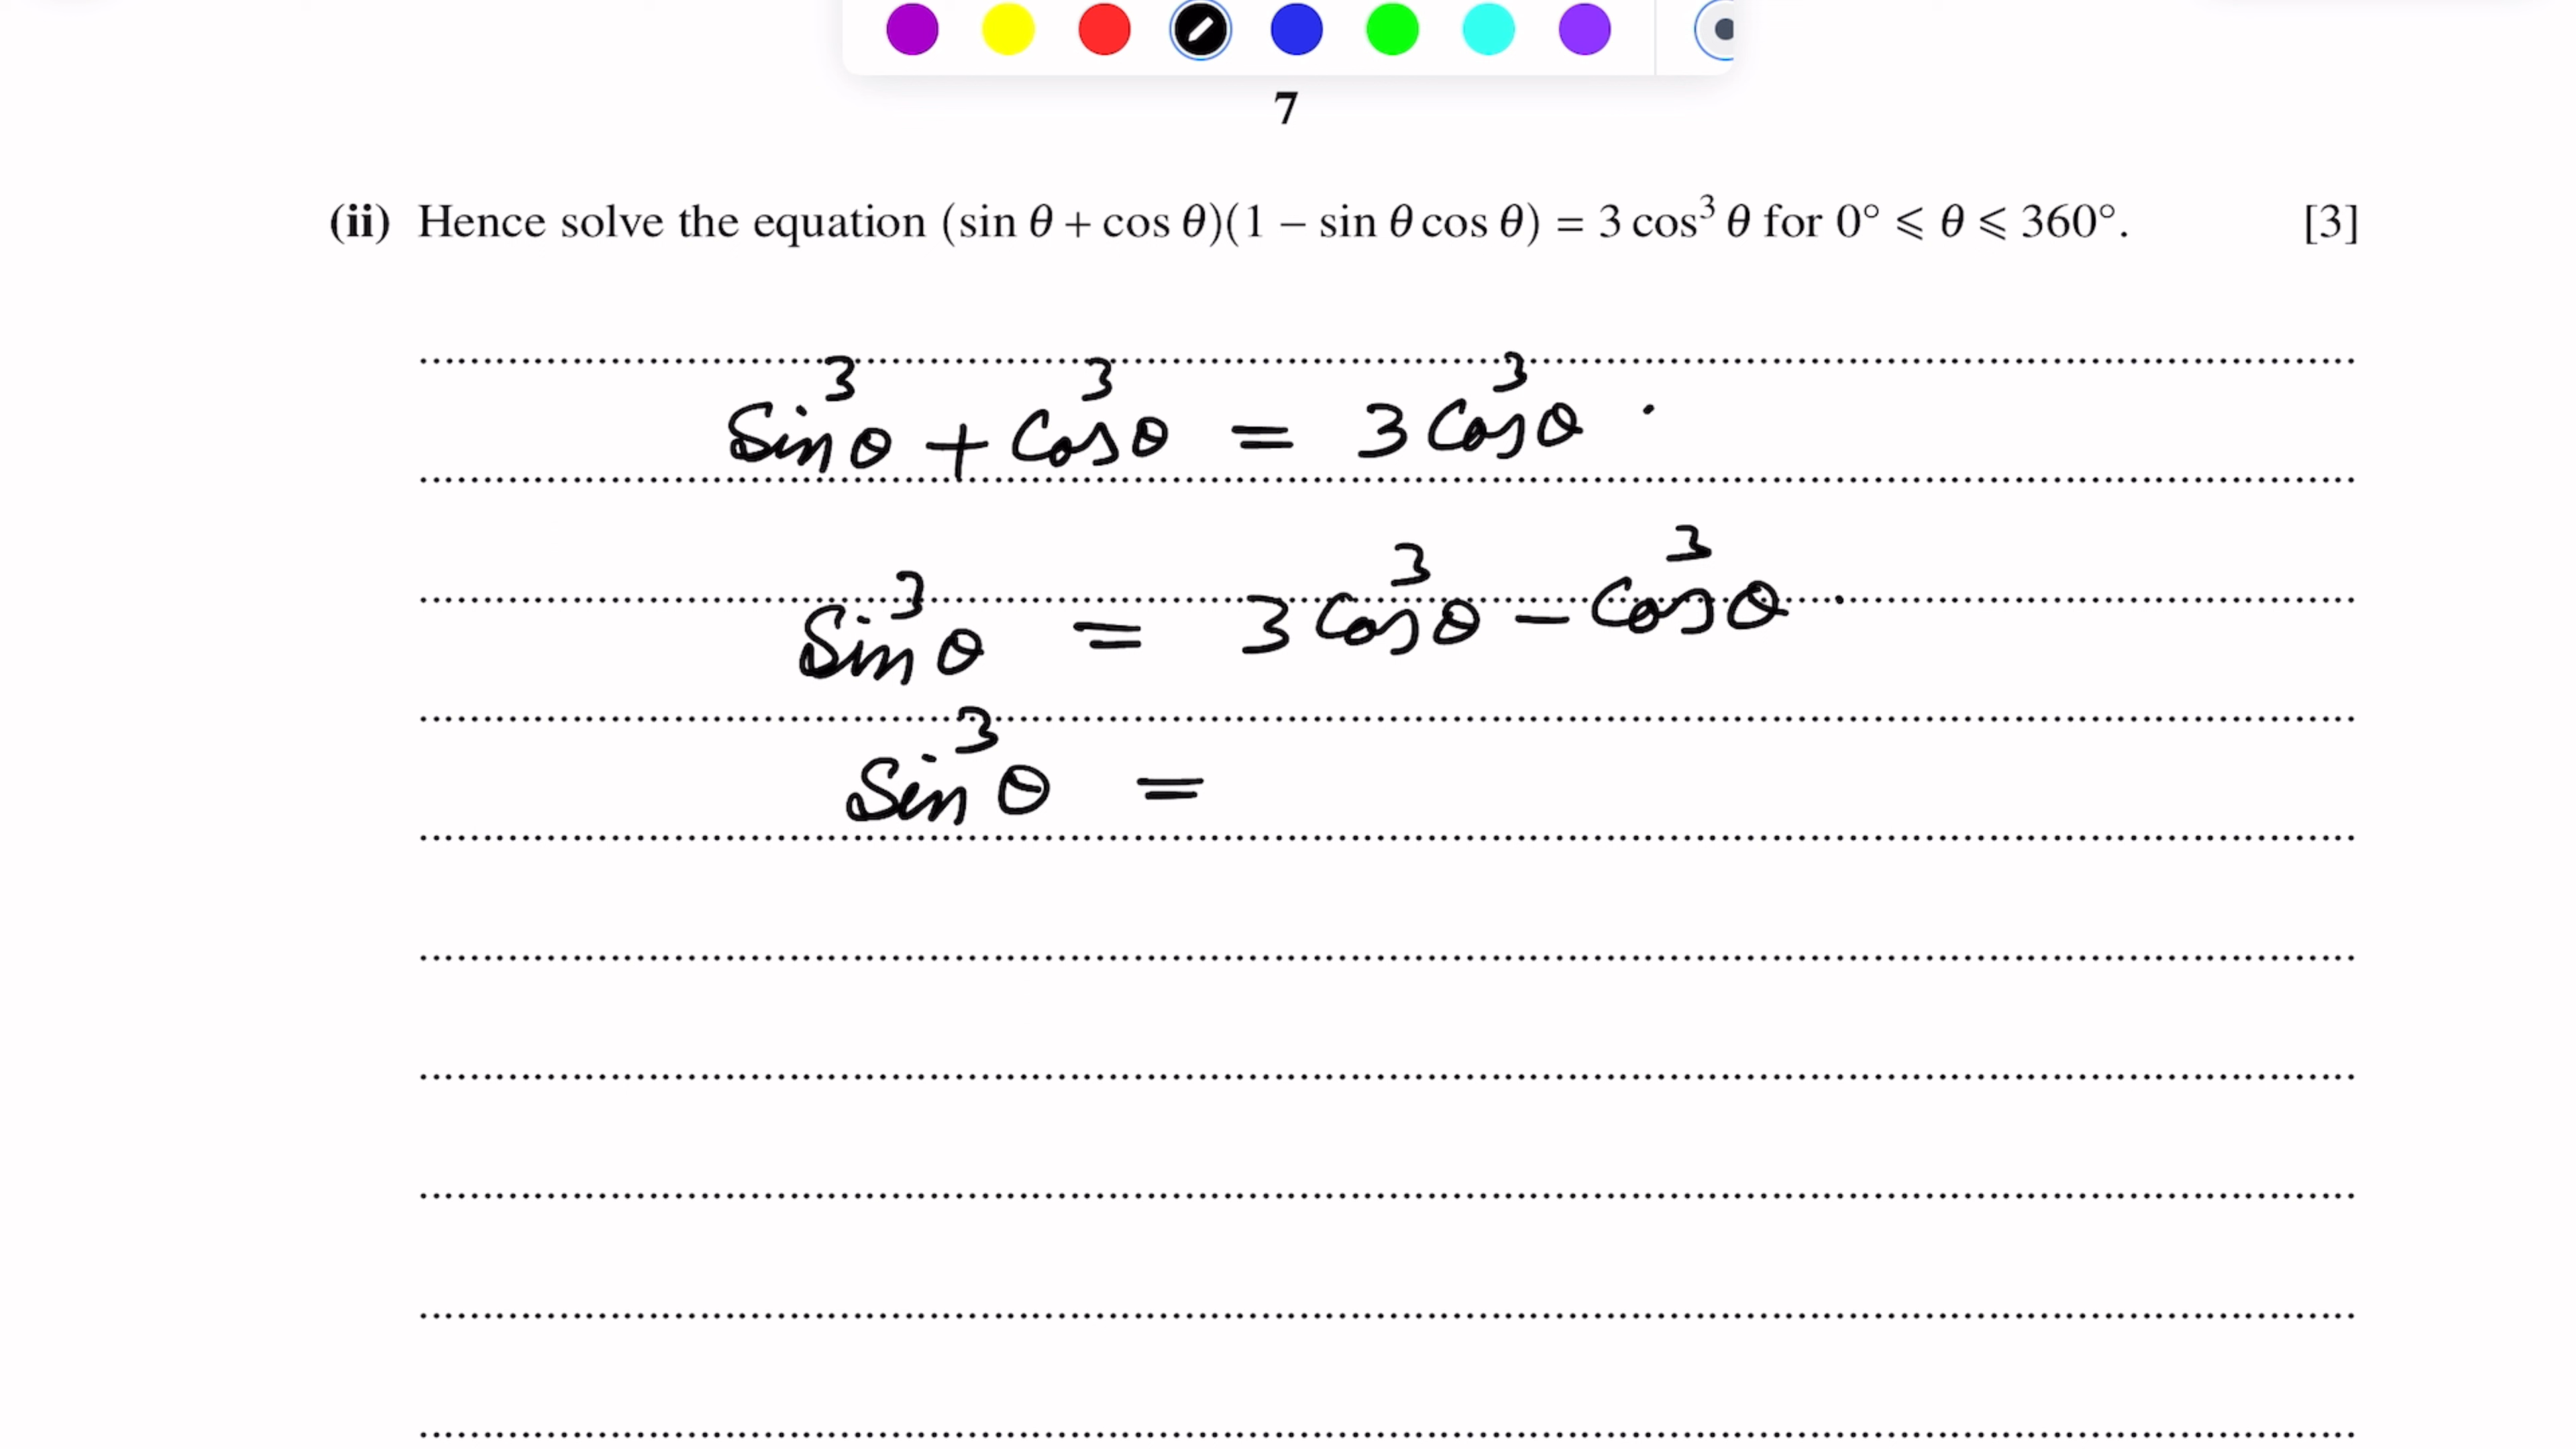 7
(ii) Hence solve the equation (sin θ + cos θ)(1 − sin θ cos θ) = 3 cos³ θ for 0° ⩽ θ ⩽ 360°. [3]
Sin³θ + Cos³θ = 3 Cos³θ .
Sin³θ = 3 Cos³θ − Cos³θ .
Sin³θ =